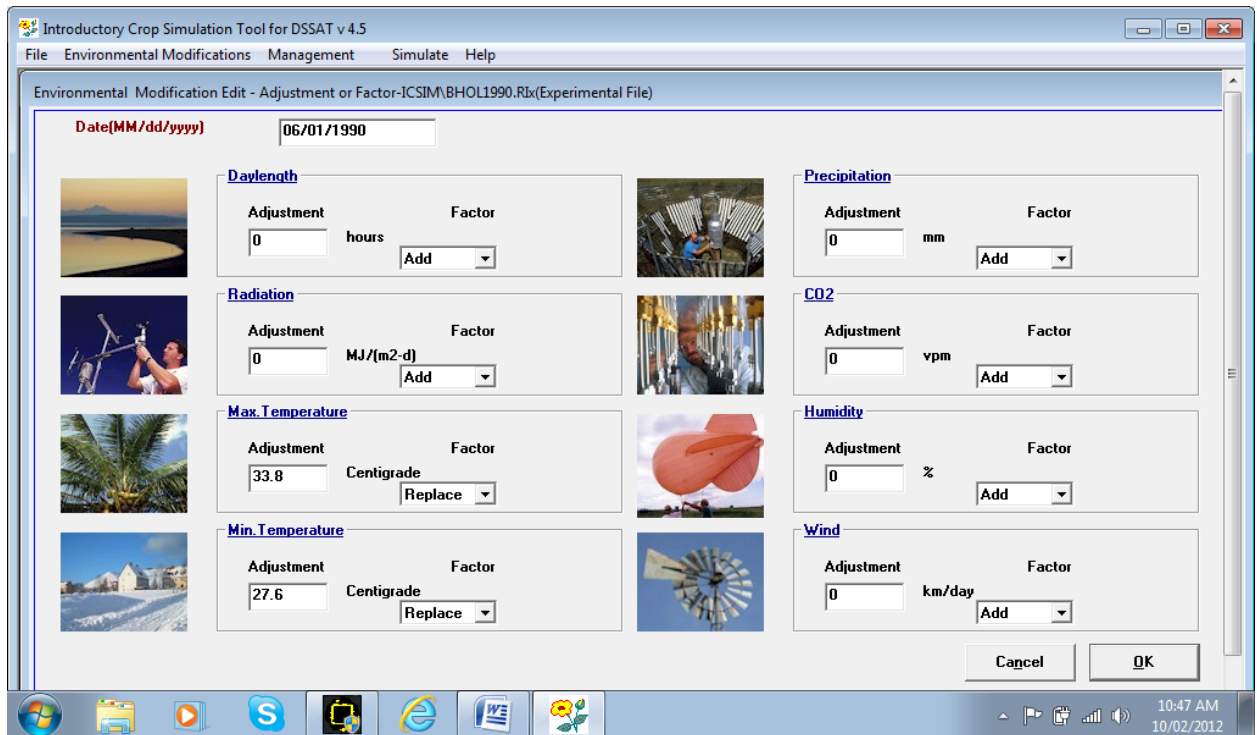 Introductory Crop Simulation Tool for DSSAT v 4.5
File Environmental Modifications Management Simulate Help
Environmental Modification Edit - Adjustment or Factor-ICSIM\BHOL1990.RIx(Experimental File)
Date(MM/dd/yyyy) 06/01/1990
Daylength
Adjustment Factor
0 hours
Add
Radiation
Adjustment Factor
0 MJ/(m2-d)
Add
Max.Temperature
Adjustment Factor
33.8 Centigrade
Replace
Min.Temperature
Adjustment Factor
27.6 Centigrade
Replace
Precipitation
Adjustment Factor
0 mm
Add
CO2
Adjustment Factor
0 vpm
Add
Humidity
Adjustment Factor
0 %
Add
Wind
Adjustment Factor
0 km/day
Add
Cancel OK
10:47 AM
10/02/2012